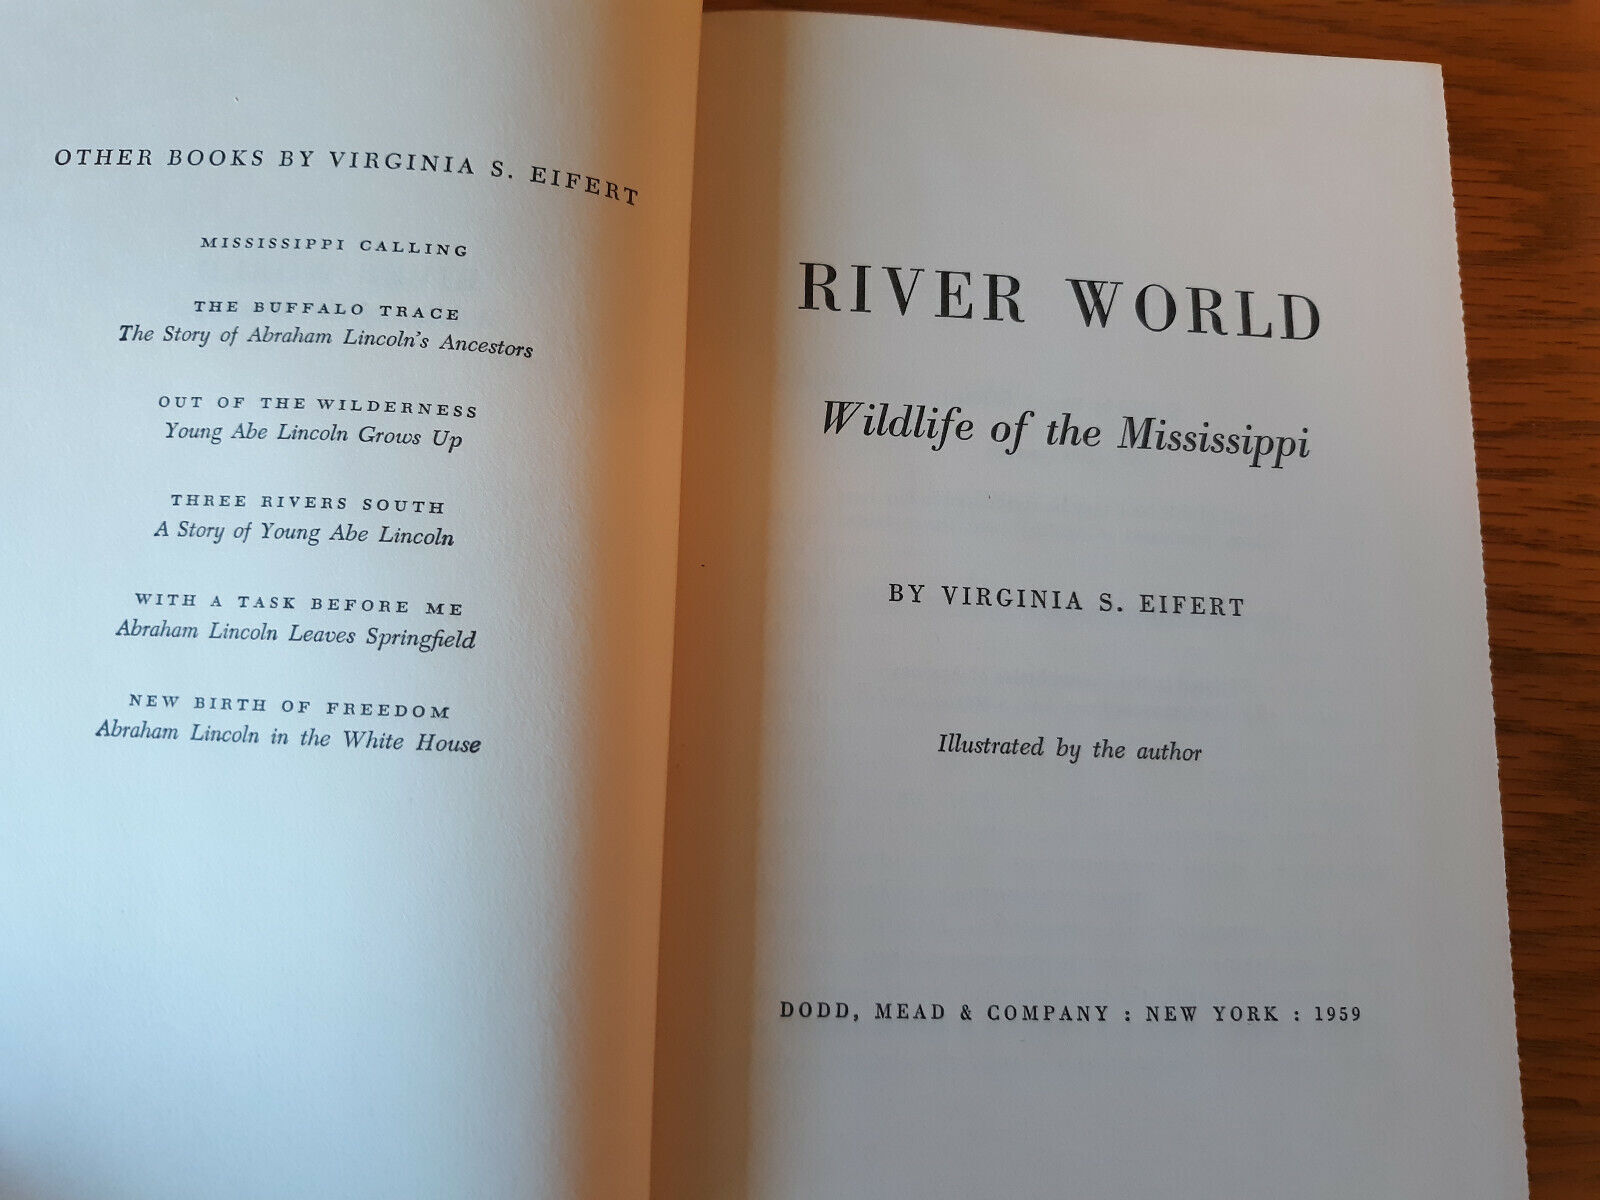 OTHER BOOKS BY VIRGINIA S. EIFERT
MISSISSIPPI CALLING
THE BUFFALO TRACE
The Story of Abraham Lincoln's Ancestors
OUT OF THE WILDERNESS
Young Abe Lincoln Grows Up
THREE RIVERS SOUTH
A Story of Young Abe Lincoln
WITH A TASK BEFORE ME
Abraham Lincoln Leaves Springfield
NEW BIRTH OF FREEDOM
Abraham Lincoln in the White House
RIVER WORLD
Wildlife of the Mississippi
BY VIRGINIA S. EIFERT
Illustrated by the author
DODD, MEAD & COMPANY : NEW YORK : 1959